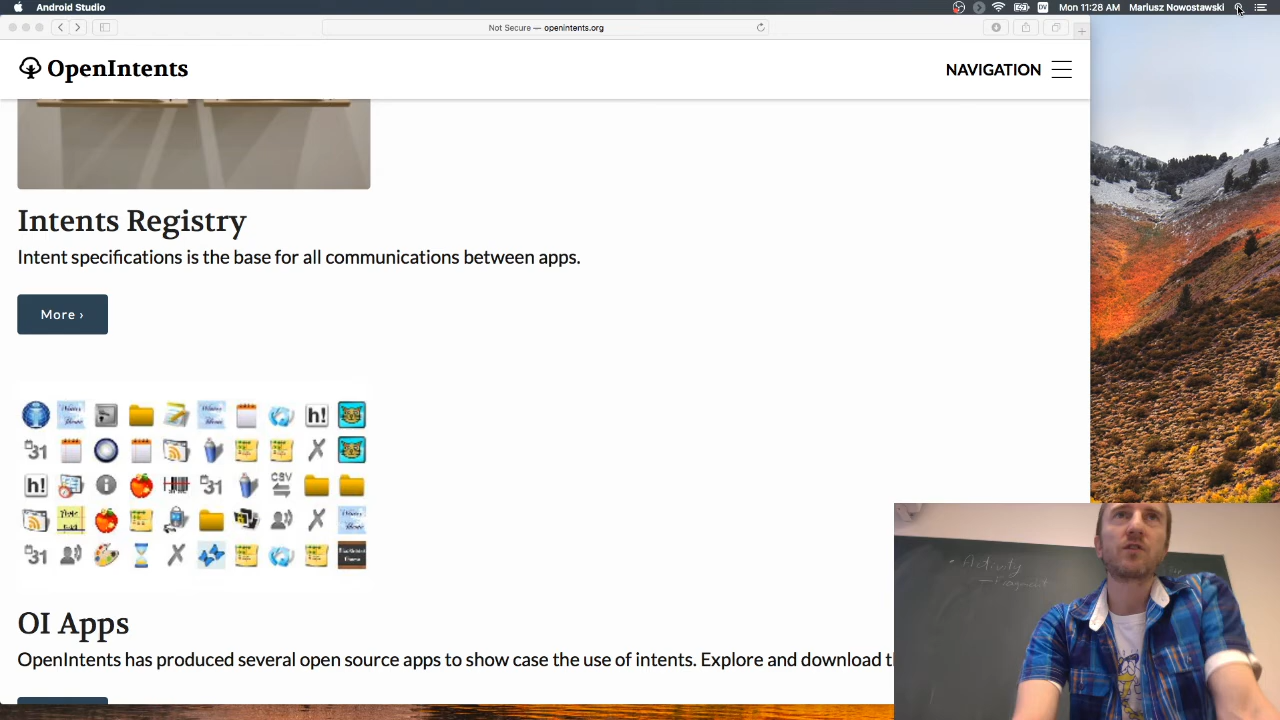 Android Studio
Mon 11:28 AM Mariusz Nowostawski
Not Secure — openintents.org
OpenIntents
NAVIGATION
Intents Registry
Intent specifications is the base for all communications between apps.
More ›
h!
31
h!
31
CSV
31
OI Apps
OpenIntents has produced several open source apps to show case the use of intents. Explore and download
• Activity
— Fragment